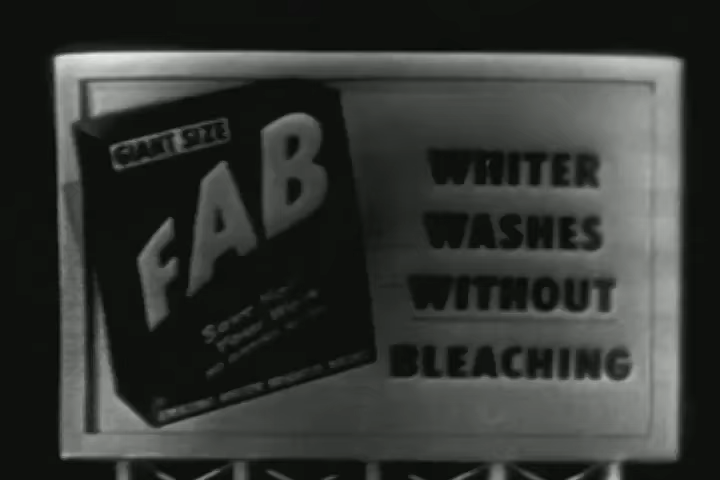 GIANT SIZE
FAB
WHITER
WASHES
WITHOUT
BLEACHING